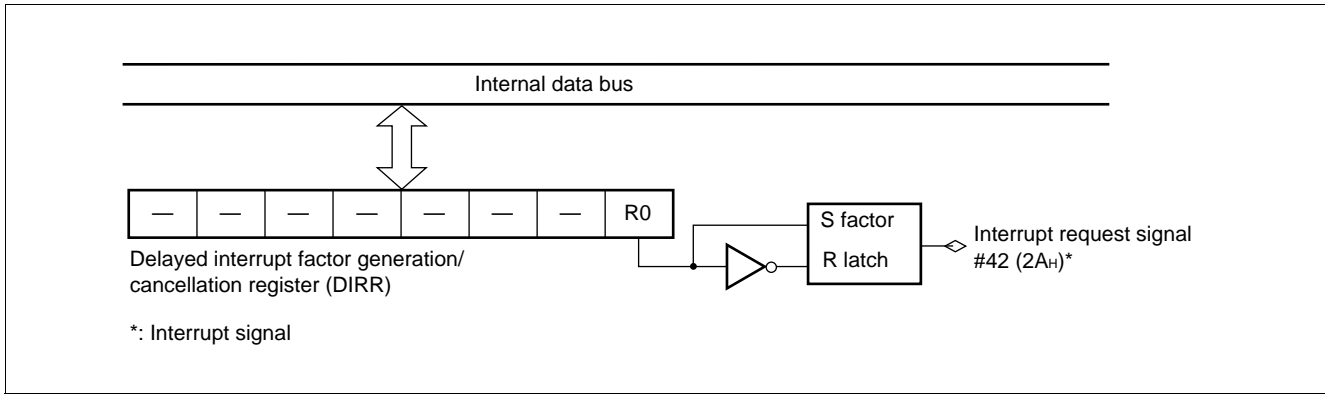 Internal data bus
— — — — — — — R0
S factor
R latch
Interrupt request signal
#42 (2AH)*
Delayed interrupt factor generation/
cancellation register (DIRR)
*: Interrupt signal